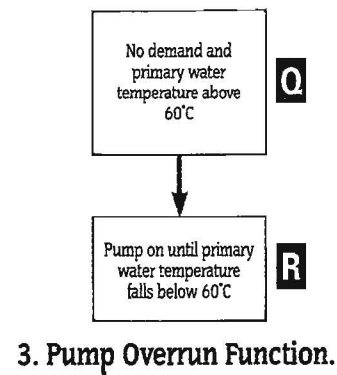 No demand and
primary water
temperature above
60°C
Q
Pump on until primary
water temperature
falls below 60°C
R
3. Pump Overrun Function.